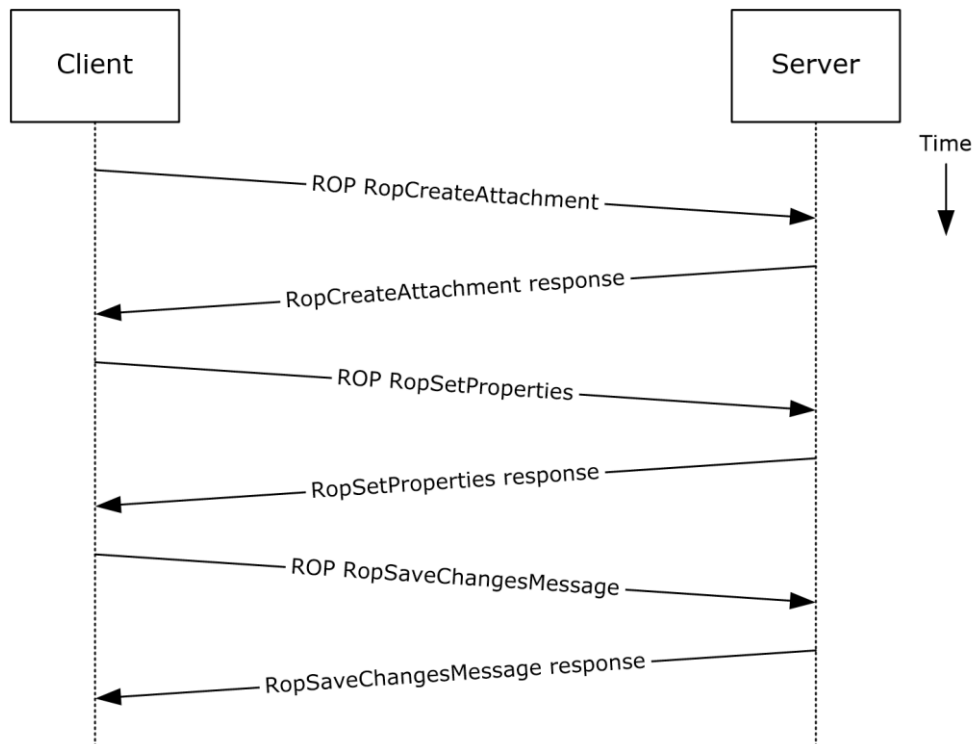 Client
Server
Time
ROP RopCreateAttachment
RopCreateAttachment response
ROP RopSetProperties
RopSetProperties response
ROP RopSaveChangesMessage
RopSaveChangesMessage response